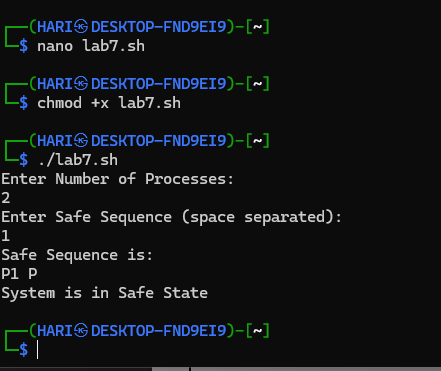 ┌──(HARI㉿DESKTOP-FND9EI9)-[~]
└─$ nano lab7.sh
┌──(HARI㉿DESKTOP-FND9EI9)-[~]
└─$ chmod +x lab7.sh
┌──(HARI㉿DESKTOP-FND9EI9)-[~]
└─$ ./lab7.sh
Enter Number of Processes:
2
Enter Safe Sequence (space separated):
1
Safe Sequence is:
P1 P
System is in Safe State
┌──(HARI㉿DESKTOP-FND9EI9)-[~]
└─$